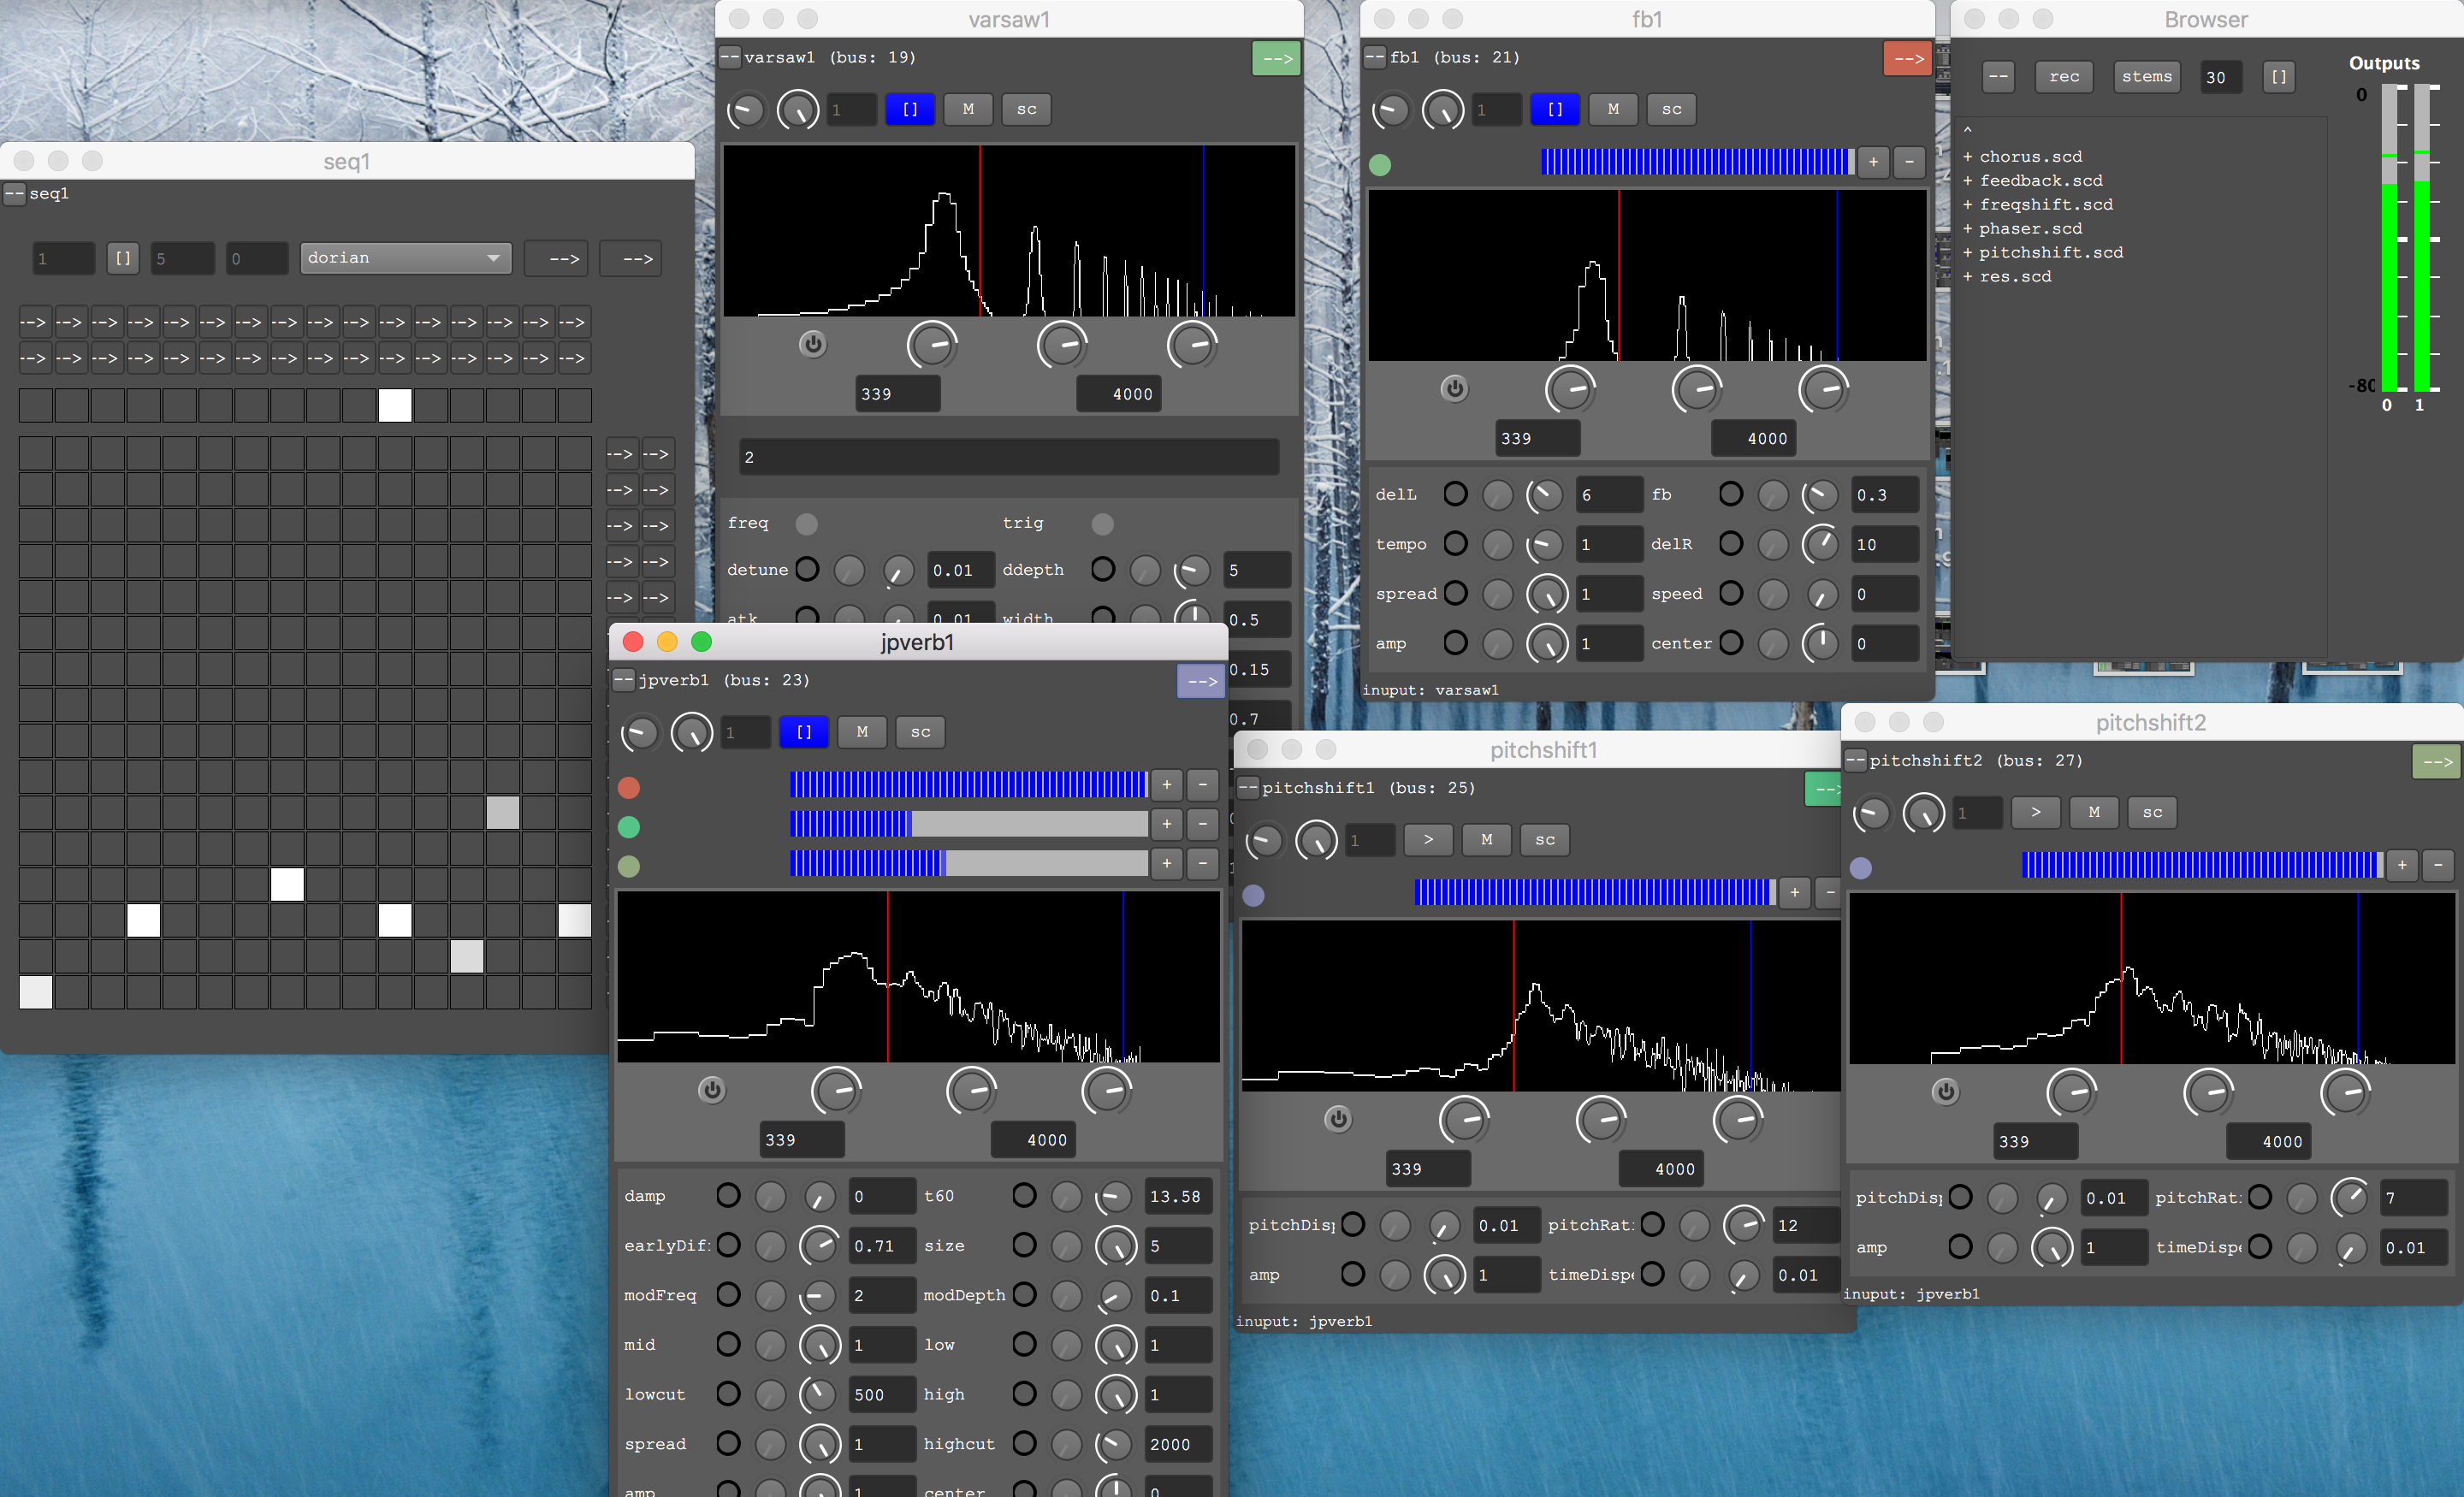 seq1
-- seq1
1 [] 5 0 dorian --> -->
--> --> --> --> --> --> --> --> --> --> --> --> --> --> --> -->
--> --> --> --> --> --> --> --> --> --> --> --> --> --> --> -->
--> -->
--> -->
--> -->
--> -->
--> -->
varsaw1
-- varsaw1 (bus: 19) -->
1 [] M sc
339 4000
2
freq trig
detune 0.01 ddepth 5
atk 0.01 width 0.5
0.15
0.7
fb1
-- fb1 (bus: 21) -->
1 [] M sc
+ -
339 4000
delL 6 fb 0.3
tempo 1 delR 10
spread 1 speed 0
amp 1 center 0
inuput: varsaw1
Browser
-- rec stems 30 []
Outputs
0
-80
0 1
^
+ chorus.scd
+ feedback.scd
+ freqshift.scd
+ phaser.scd
+ pitchshift.scd
+ res.scd
jpverb1
-- jpverb1 (bus: 23) -->
1 [] M sc
+ -
+ -
+ -
339 4000
damp 0 t60 13.58
earlyDif: 0.71 size 5
modFreq 2 modDepth 0.1
mid 1 low 1
lowcut 500 high 1
spread 1 highcut 2000
amp 1 center 0
pitchshift1
-- pitchshift1 (bus: 25) -->
1 > M sc
+ -
339 4000
pitchDisp 0.01 pitchRat: 12
amp 1 timeDispe 0.01
inuput: jpverb1
pitchshift2
-- pitchshift2 (bus: 27) -->
1 > M sc
+ -
339 4000
pitchDisp 0.01 pitchRat: 7
amp 1 timeDispe 0.01
inuput: jpverb1